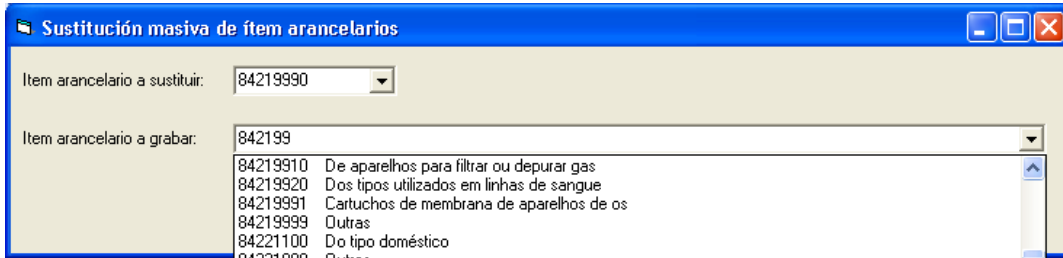 Sustitución masiva de ítem arancelarios
Item arancelario a sustituir: 84219990
Item arancelario a grabar: 842199
84219910 De aparelhos para filtrar ou depurar gas
84219920 Dos tipos utilizados em linhas de sangue
84219991 Cartuchos de membrana de aparelhos de os
84219999 Outras
84221100 Do tipo doméstico